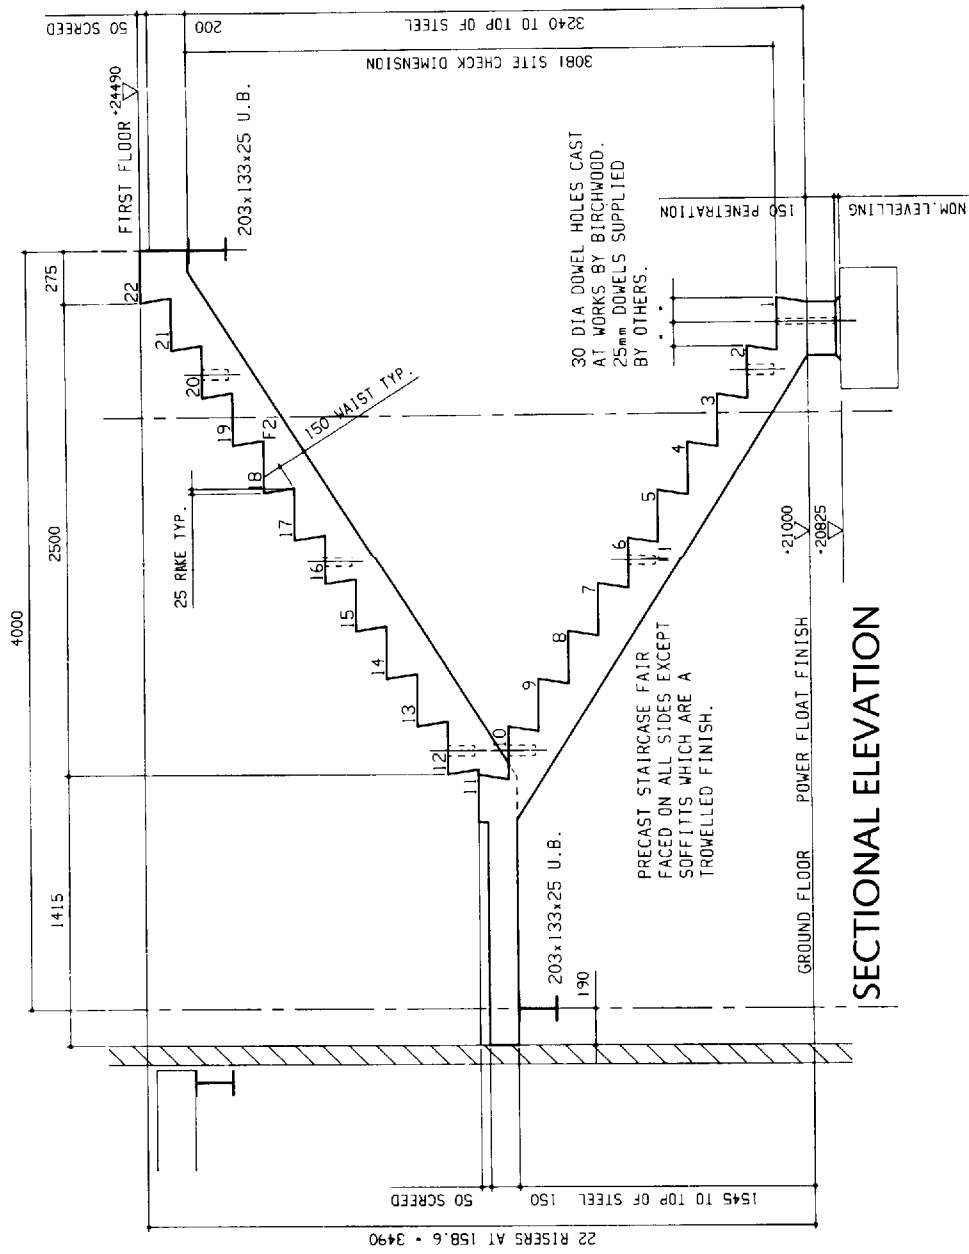 50 SCREED
200
3240 TO TOP OF STEEL
3081 SITE CHECK DIMENSION
FIRST FLOOR
+24490
203x133x25 U.B.
275
2500
4000
1415
22
21
20
19
18
17
16
15
14
13
12
11
10
9
8
7
6
5
4
3
2
1
F2
F1
150 WAIST TYP.
25 RAKE TYP.
30 DIA DOWEL HOLES CAST
AT WORKS BY BIRCHWOOD.
25mm DOWELS SUPPLIED
BY OTHERS.
150 PENETRATION
NOM.LEVELLING
PRECAST STAIRCASE FAIR
FACED ON ALL SIDES EXCEPT
SOFFITTS WHICH ARE A
TROWELLED FINISH.
203x133x25 U.B.
190
GROUND FLOOR
POWER FLOAT FINISH
+21000
+20825
50 SCREED
150
1545 TO TOP OF STEEL
22 RISERS AT 158.6 - 3490
SECTIONAL ELEVATION